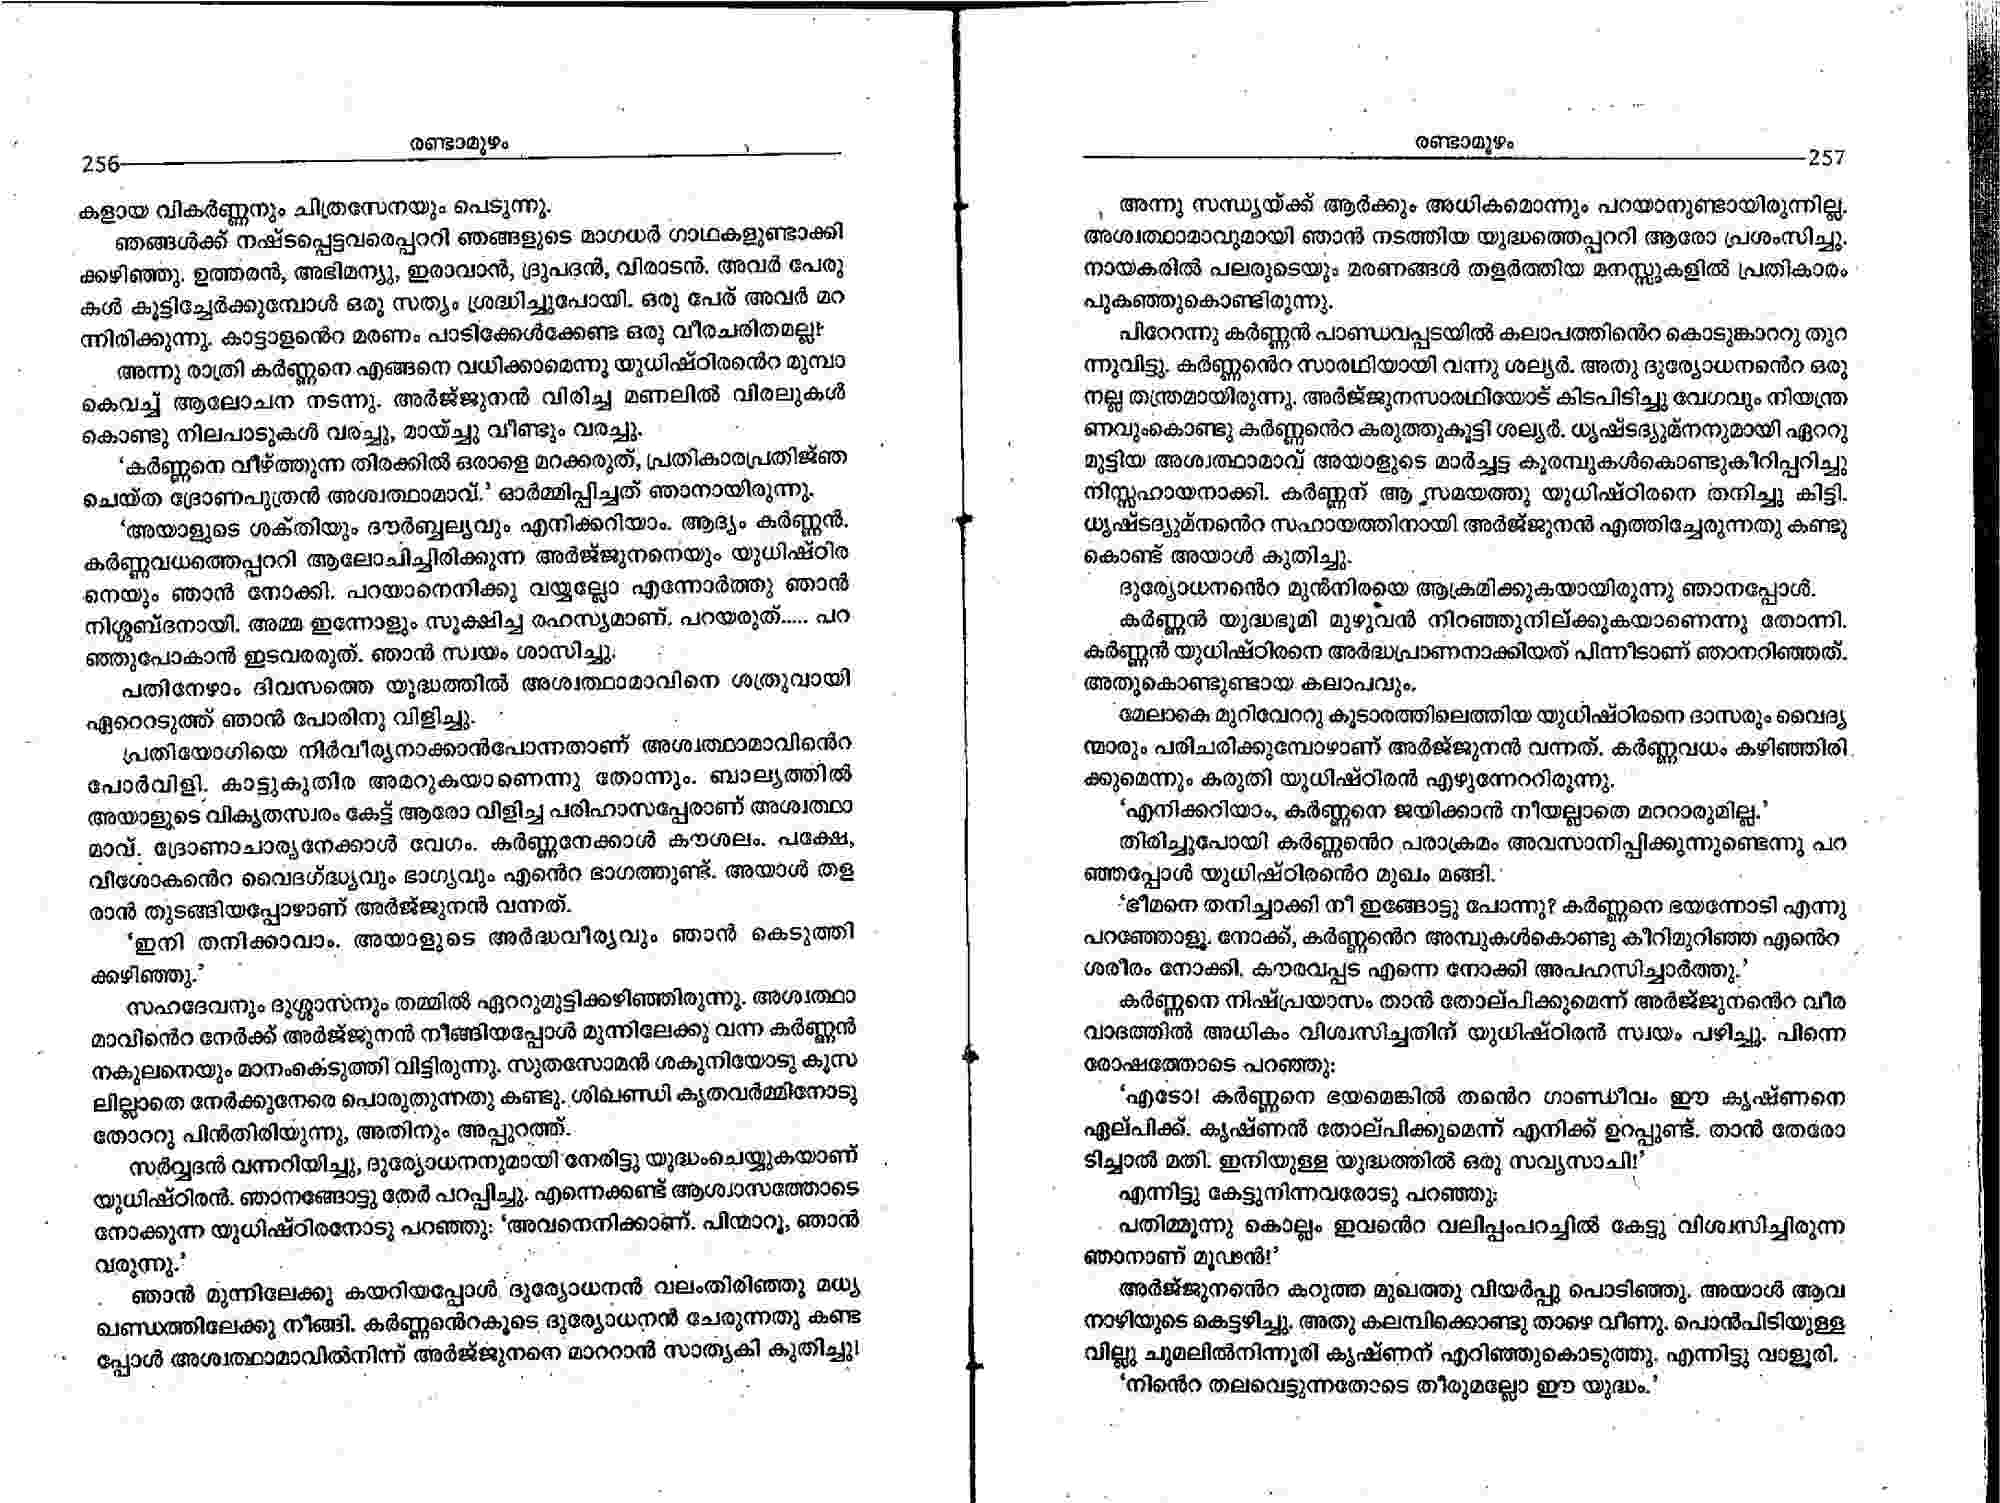 രണ്ടാമൂഴം
256
കളായ വികർണ്ണനും ചിത്രസേനയും പെടുന്നു.
ഞങ്ങൾക്ക് നഷ്ടപ്പെട്ടവരെപ്പററി ഞങ്ങളുടെ മാഗധർ ഗാഥകളുണ്ടാക്കി
ക്കഴിഞ്ഞു. ഉത്തരൻ, അഭിമന്യു, ഇരാവാൻ, ദ്രുപദൻ, വിരാടൻ. അവർ പേരു
കൾ കൂട്ടിച്ചേർക്കുമ്പോൾ ഒരു സത്യം ശ്രദ്ധിച്ചുപോയി. ഒരു പേര് അവർ മറ
ന്നിരിക്കുന്നു. കാട്ടാളൻെറ മരണം പാടിക്കേൾക്കേണ്ട ഒരു വീരചരിതമല്ല!
അന്നു രാത്രി കർണ്ണനെ എങ്ങനെ വധിക്കാമെന്നു യുധിഷ്ഠിരൻെറ മുമ്പാ
കെവച്ച് ആലോചന നടന്നു. അർജ്ജുനൻ വിരിച്ച മണലിൽ വിരലുകൾ
കൊണ്ടു നിലപാടുകൾ വരച്ചു, മായ്ച്ചു വീണ്ടും വരച്ചു.
‘കർണ്ണനെ വീഴ്ത്തുന്ന തിരക്കിൽ ഒരാളെ മറക്കരുത്, പ്രതികാരപ്രതിജ്ഞ
ചെയ്ത ദ്രോണപുത്രൻ അശ്വത്ഥാമാവ്.’ ഓർമ്മിപ്പിച്ചത് ഞാനായിരുന്നു.
‘അയാളുടെ ശക്തിയും ദൗർബ്ബല്യവും എനിക്കറിയാം. ആദ്യം കർണ്ണൻ.
കർണ്ണവധത്തെപ്പററി ആലോചിച്ചിരിക്കുന്ന അർജ്ജുനനെയും യുധിഷ്ഠിര
നെയും ഞാൻ നോക്കി. പറയാനെനിക്കു വയ്യല്ലോ എന്നോർത്തു ഞാൻ
നിശ്ശബ്ദനായി. അമ്മ ഇന്നോളും സൂക്ഷിച്ച രഹസ്യമാണ്. പറയരുത്..... പറ
ഞ്ഞുപോകാൻ ഇടവരരുത്. ഞാൻ സ്വയം ശാസിച്ചു.
പതിനേഴാം ദിവസത്തെ യുദ്ധത്തിൽ അശ്വത്ഥാമാവിനെ ശത്രുവായി
ഏറെറടുത്ത് ഞാൻ പോരിനു വിളിച്ചു.
പ്രതിയോഗിയെ നിർവീര്യനാക്കാൻപോന്നതാണ് അശ്വത്ഥാമാവിൻെറ
പോർവിളി. കാട്ടുകുതിര അമറുകയാണെന്നു തോന്നും. ബാല്യത്തിൽ
അയാളുടെ വികൃതസ്വരം കേട്ട് ആരോ വിളിച്ച പരിഹാസപ്പേരാണ് അശ്വത്ഥാ
മാവ്. ദ്രോണാചാര്യനേക്കാൾ വേഗം. കർണ്ണനേക്കാൾ കൗശലം. പക്ഷേ,
വിശോകൻെറ വൈദഗ്ദ്ധ്യവും ഭാഗ്യവും എൻെറ ഭാഗത്തുണ്ട്. അയാൾ തള
രാൻ തുടങ്ങിയപ്പോഴാണ് അർജ്ജുനൻ വന്നത്.
‘ഇനി തനിക്കാവാം. അയാളുടെ അർദ്ധവീര്യവും ഞാൻ കെടുത്തി
ക്കഴിഞ്ഞു.’
സഹദേവനും ദുശ്ശാസനും തമ്മിൽ ഏററുമുട്ടിക്കഴിഞ്ഞിരുന്നു. അശ്വത്ഥാ
മാവിൻെറ നേർക്ക് അർജ്ജുനൻ നീങ്ങിയപ്പോൾ മുന്നിലേക്കു വന്ന കർണ്ണൻ
നകുലനെയും മാനംകെടുത്തി വിട്ടിരുന്നു. സുതസോമൻ ശകുനിയോടു കൂസ
ലില്ലാതെ നേർക്കുനേരെ പൊരുതുന്നതു കണ്ടു. ശിഖണ്ഡി കൃതവർമ്മിനോടു
തോററു പിൻതിരിയുന്നു, അതിനും അപ്പുറത്ത്.
സർവ്വദൻ വന്നറിയിച്ചു, ദുര്യോധനനുമായി നേരിട്ടു യുദ്ധംചെയ്യുകയാണ്
യുധിഷ്ഠിരൻ. ഞാനങ്ങോട്ടു തേർ പറപ്പിച്ചു. എന്നെക്കണ്ട് ആശ്വാസത്തോടെ
നോക്കുന്ന യുധിഷ്ഠിരനോടു പറഞ്ഞു: ‘അവനെനിക്കാണ്. പിന്മാറൂ, ഞാൻ
വരുന്നു.’
ഞാൻ മുന്നിലേക്കു കയറിയപ്പോൾ ദുര്യോധനൻ വലംതിരിഞ്ഞു മധ്യ
ഖണ്ഡത്തിലേക്കു നീങ്ങി. കർണ്ണൻെറകൂടെ ദുര്യോധനൻ ചേരുന്നതു കണ്ട
പ്പോൾ അശ്വത്ഥാമാവിൽനിന്ന് അർജ്ജുനനെ മാററാൻ സാത്യകി കുതിച്ചു!
രണ്ടാമൂഴം
257
അന്നു സന്ധ്യയ്ക്ക് ആർക്കും അധികമൊന്നും പറയാനുണ്ടായിരുന്നില്ല.
അശ്വത്ഥാമാവുമായി ഞാൻ നടത്തിയ യുദ്ധത്തെപ്പററി ആരോ പ്രശംസിച്ചു.
നായകരിൽ പലരുടെയും മരണങ്ങൾ തളർത്തിയ മനസ്സുകളിൽ പ്രതികാരം
പുകഞ്ഞുകൊണ്ടിരുന്നു.
പിറേറന്നു കർണ്ണൻ പാണ്ഡവപ്പടയിൽ കലാപത്തിൻെറ കൊടുങ്കാററു തുറ
ന്നുവിട്ടു. കർണ്ണൻെറ സാരഥിയായി വന്നു ശല്യർ. അതു ദുര്യോധനൻെറ ഒരു
നല്ല തന്ത്രമായിരുന്നു. അർജ്ജുനസാരഥിയോട് കിടപിടിച്ചു വേഗവും നിയന്ത്ര
ണവുംകൊണ്ടു കർണ്ണൻെറ കരുത്തുകൂട്ടി ശല്യർ. ധൃഷ്ടദ്യുമ്നനുമായി ഏററു
മുട്ടിയ അശ്വത്ഥാമാവ് അയാളുടെ മാർച്ചട്ട കൂരമ്പുകൾകൊണ്ടുകീറിപ്പറിച്ചു
നിസ്സഹായനാക്കി. കർണ്ണന് ആ സമയത്തു യുധിഷ്ഠിരനെ തനിച്ചു കിട്ടി.
ധൃഷ്ടദ്യുമ്നൻെറ സഹായത്തിനായി അർജ്ജുനൻ എത്തിച്ചേരുന്നതു കണ്ടു
കൊണ്ട് അയാൾ കുതിച്ചു.
ദുര്യോധനൻെറ മുൻനിരയെ ആക്രമിക്കുകയായിരുന്നു ഞാനപ്പോൾ.
കർണ്ണൻ യുദ്ധഭൂമി മുഴുവൻ നിറഞ്ഞുനില്ക്കുകയാണെന്നു തോന്നി.
കർണ്ണൻ യുധിഷ്ഠിരനെ അർദ്ധപ്രാണനാക്കിയത് പിന്നീടാണ് ഞാനറിഞ്ഞത്.
അതുകൊണ്ടുണ്ടായ കലാപവും.
മേലാകെ മുറിവേററു കൂടാരത്തിലെത്തിയ യുധിഷ്ഠിരനെ ദാസരും വൈദ്യ
ന്മാരും പരിചരിക്കുമ്പോഴാണ് അർജ്ജുനൻ വന്നത്. കർണ്ണവധം കഴിഞ്ഞിരി
ക്കുമെന്നും കരുതി യുധിഷ്ഠിരൻ എഴുന്നേററിരുന്നു.
‘എനിക്കറിയാം, കർണ്ണനെ ജയിക്കാൻ നീയല്ലാതെ മററാരുമില്ല.’
തിരിച്ചുപോയി കർണ്ണൻെറ പരാക്രമം അവസാനിപ്പിക്കുന്നുണ്ടെന്നു പറ
ഞ്ഞപ്പോൾ യുധിഷ്ഠിരൻെറ മുഖം മങ്ങി.
‘ഭീമനെ തനിച്ചാക്കി നീ ഇങ്ങോട്ടു പോന്നു? കർണ്ണനെ ഭയന്നോടി എന്നു
പറഞ്ഞോളൂ. നോക്ക്, കർണ്ണൻെറ അമ്പുകൾകൊണ്ടു കീറിമുറിഞ്ഞ എൻെറ
ശരീരം നോക്കി. കൗരവപ്പട എന്നെ നോക്കി അപഹസിച്ചാർത്തു.’
കർണ്ണനെ നിഷ്പ്രയാസം താൻ തോല്പിക്കുമെന്ന് അർജ്ജുനൻെറ വീര
വാദത്തിൽ അധികം വിശ്വസിച്ചതിന് യുധിഷ്ഠിരൻ സ്വയം പഴിച്ചു. പിന്നെ
രോഷത്തോടെ പറഞ്ഞു:
‘എടോ! കർണ്ണനെ ഭയമെങ്കിൽ തൻെറ ഗാണ്ഡീവം ഈ കൃഷ്ണനെ
ഏല്പിക്ക്. കൃഷ്ണൻ തോല്പിക്കുമെന്ന് എനിക്ക് ഉറപ്പുണ്ട്. താൻ തേരോ
ടിച്ചാൽ മതി. ഇനിയുള്ള യുദ്ധത്തിൽ ഒരു സവ്യസാചി!’
എന്നിട്ടു കേട്ടുനിന്നവരോടു പറഞ്ഞു:
പതിമ്മൂന്നു കൊല്ലം ഇവൻെറ വലിപ്പംപറച്ചിൽ കേട്ടു വിശ്വസിച്ചിരുന്ന
ഞാനാണ് മൂഢൻ!’
അർജ്ജുനൻെറ കറുത്ത മുഖത്തു വിയർപ്പു പൊടിഞ്ഞു. അയാൾ ആവ
നാഴിയുടെ കെട്ടഴിച്ചു. അതു കലമ്പിക്കൊണ്ടു താഴെ വീണു. പൊൻപിടിയുള്ള
വില്ലു ചുമലിൽനിന്നൂരി കൃഷ്ണന് എറിഞ്ഞുകൊടുത്തു. എന്നിട്ടു വാളൂരി.
‘നിൻെറ തലവെട്ടുന്നതോടെ തീരുമല്ലോ ഈ യുദ്ധം.’